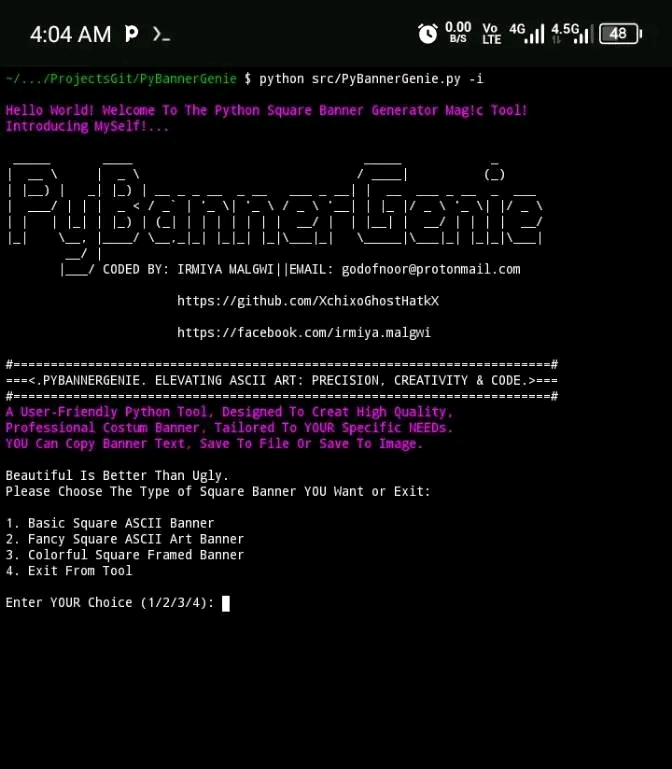 4:04 AM
0.00 B/S
Vo LTE
4G
4.5G
48
~/.../ProjectsGit/PyBannerGenie $ python src/PyBannerGenie.py -i
Hello World! Welcome To The Python Square Banner Generator Mag!c Tool!
Introducing MySelf!...
PyBannerGenie
CODED BY: IRMIYA MALGWI||EMAIL: godofnoor@protonmail.com
https://github.com/XchixoGhostHatkX
https://facebook.com/irmiya.malgwi
#=======================================================================#
===<.PYBANNERGENIE. ELEVATING ASCII ART: PRECISION, CREATIVITY & CODE.>===
#=======================================================================#
A User-Friendly Python Tool, Designed To Creat High Quality,
Professional Costum Banner, Tailored To YOUR Specific NEEDs.
YOU Can Copy Banner Text, Save To File Or Save To Image.
Beautiful Is Better Than Ugly.
Please Choose The Type of Square Banner YOU Want or Exit:
1. Basic Square ASCII Banner
2. Fancy Square ASCII Art Banner
3. Colorful Square Framed Banner
4. Exit From Tool
Enter YOUR Choice (1/2/3/4):